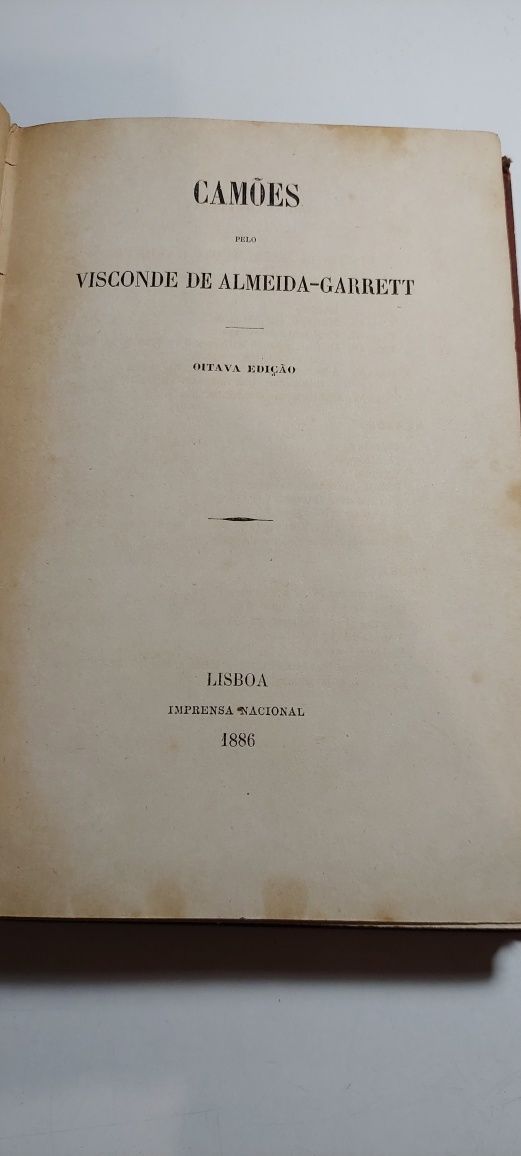 CAMÕES
PELO
VISCONDE DE ALMEIDA-GARRETT
OITAVA EDIÇÃO
LISBOA
IMPRENSA NACIONAL
1886